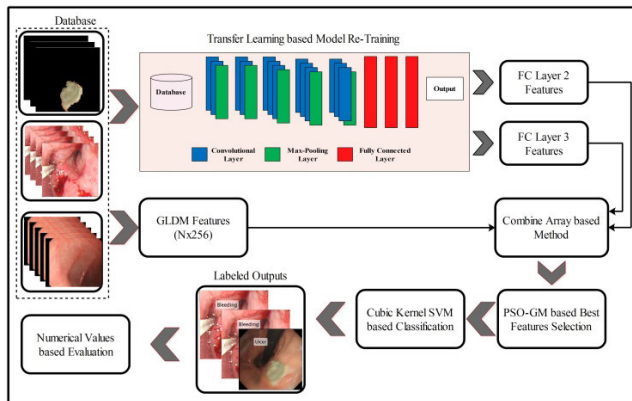 Database
Transfer Learning based Model Re-Training
Database
Output
Convolutional
Layer
Max-Pooling
Layer
Fully Connected
Layer
FC Layer 2
Features
FC Layer 3
Features
GLDM Features
(Nx256)
Combine Array based
Method
Labeled Outputs
Bleeding
Bleeding
Ulcer
Numerical Values
based Evaluation
Cubic Kernel SVM
based Classification
PSO-GM based Best
Features Selection